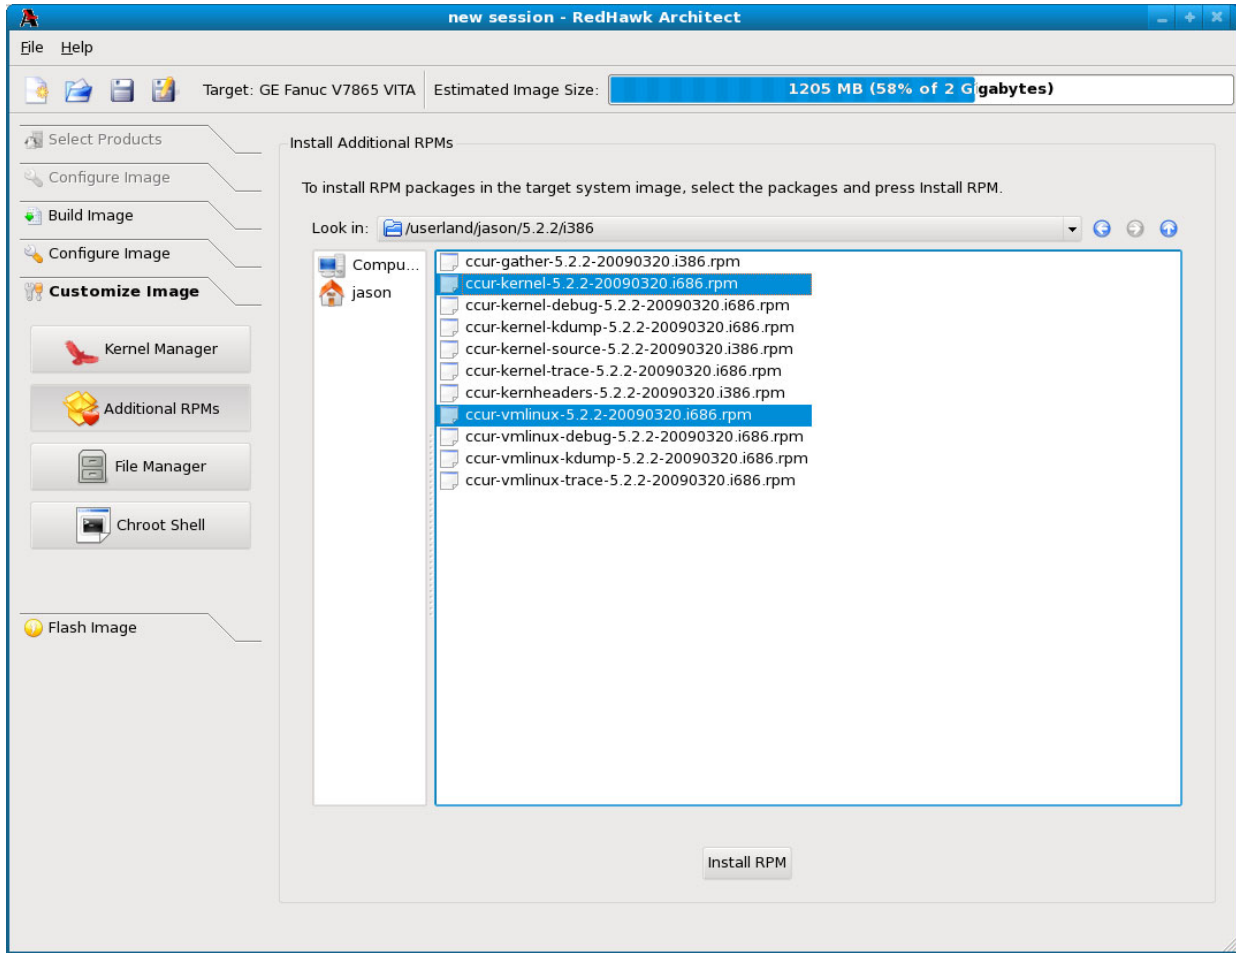 new session - RedHawk Architect
File Help
Target: GE Fanuc V7865 VITA Estimated Image Size: 1205 MB (58% of 2 Gigabytes)
Select Products
Configure Image
Build Image
Configure Image
Customize Image
Kernel Manager
Additional RPMs
File Manager
Chroot Shell
Flash Image
Install Additional RPMs
To install RPM packages in the target system image, select the packages and press Install RPM.
Look in: /userland/jason/5.2.2/i386
Compu...
jason
ccur-gather-5.2.2-20090320.i386.rpm
ccur-kernel-5.2.2-20090320.i686.rpm
ccur-kernel-debug-5.2.2-20090320.i686.rpm
ccur-kernel-kdump-5.2.2-20090320.i686.rpm
ccur-kernel-source-5.2.2-20090320.i386.rpm
ccur-kernel-trace-5.2.2-20090320.i686.rpm
ccur-kernheaders-5.2.2-20090320.i386.rpm
ccur-vmlinux-5.2.2-20090320.i686.rpm
ccur-vmlinux-debug-5.2.2-20090320.i686.rpm
ccur-vmlinux-kdump-5.2.2-20090320.i686.rpm
ccur-vmlinux-trace-5.2.2-20090320.i686.rpm
Install RPM